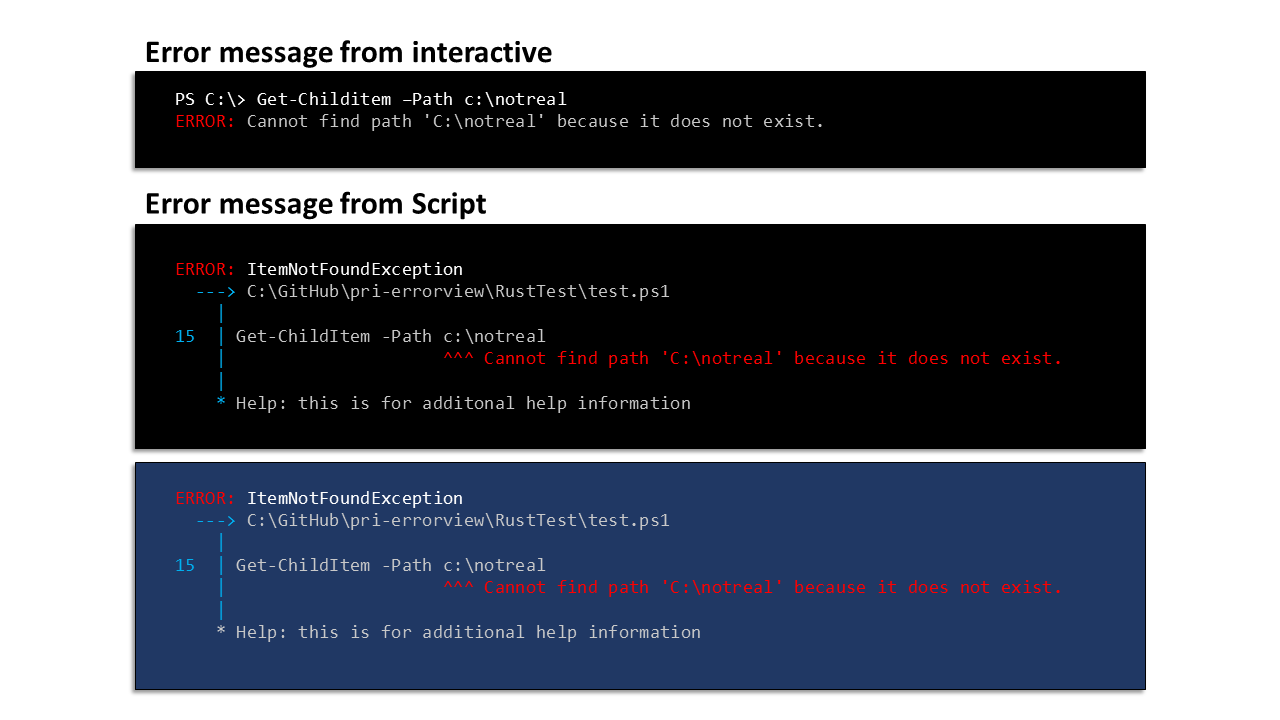 Error message from interactive
PS C:\> Get-Childitem –Path c:\notreal
ERROR: Cannot find path 'C:\notreal' because it does not exist.
Error message from Script
ERROR: ItemNotFoundException
---> C:\GitHub\pri-errorview\RustTest\test.ps1
|
15 | Get-ChildItem -Path c:\notreal
| ^^^ Cannot find path 'C:\notreal' because it does not exist.
|
* Help: this is for additonal help information
ERROR: ItemNotFoundException
---> C:\GitHub\pri-errorview\RustTest\test.ps1
|
15 | Get-ChildItem -Path c:\notreal
| ^^^ Cannot find path 'C:\notreal' because it does not exist.
|
* Help: this is for additional help information